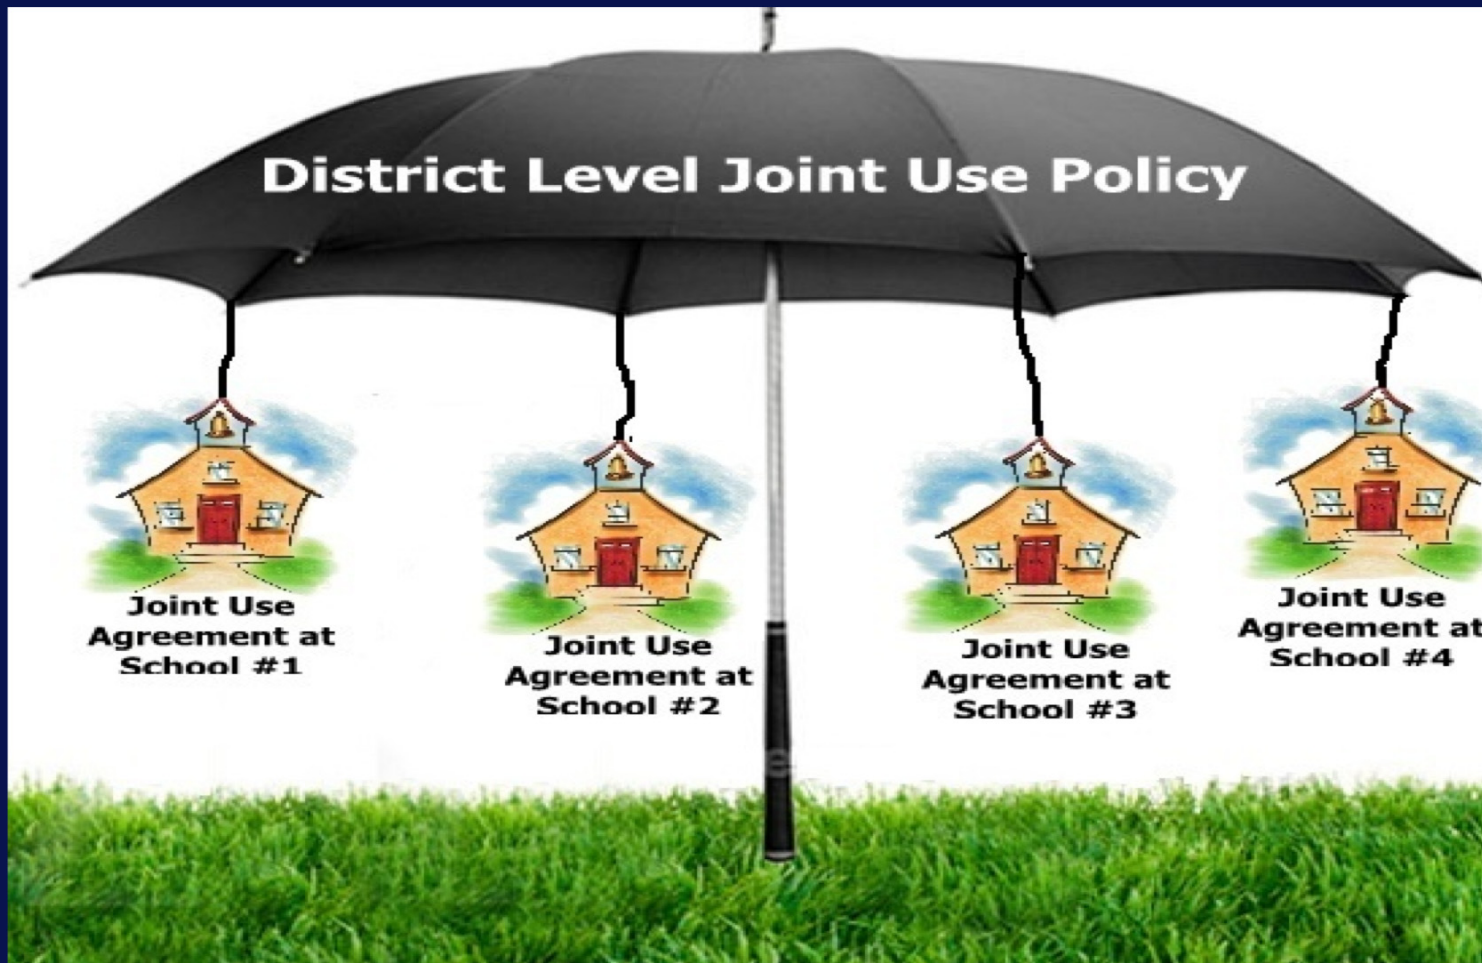 District Level Joint Use Policy
Joint Use
Agreement at
School #1
Joint Use
Agreement at
School #2
Joint Use
Agreement at
School #3
Joint Use
Agreement at
School #4